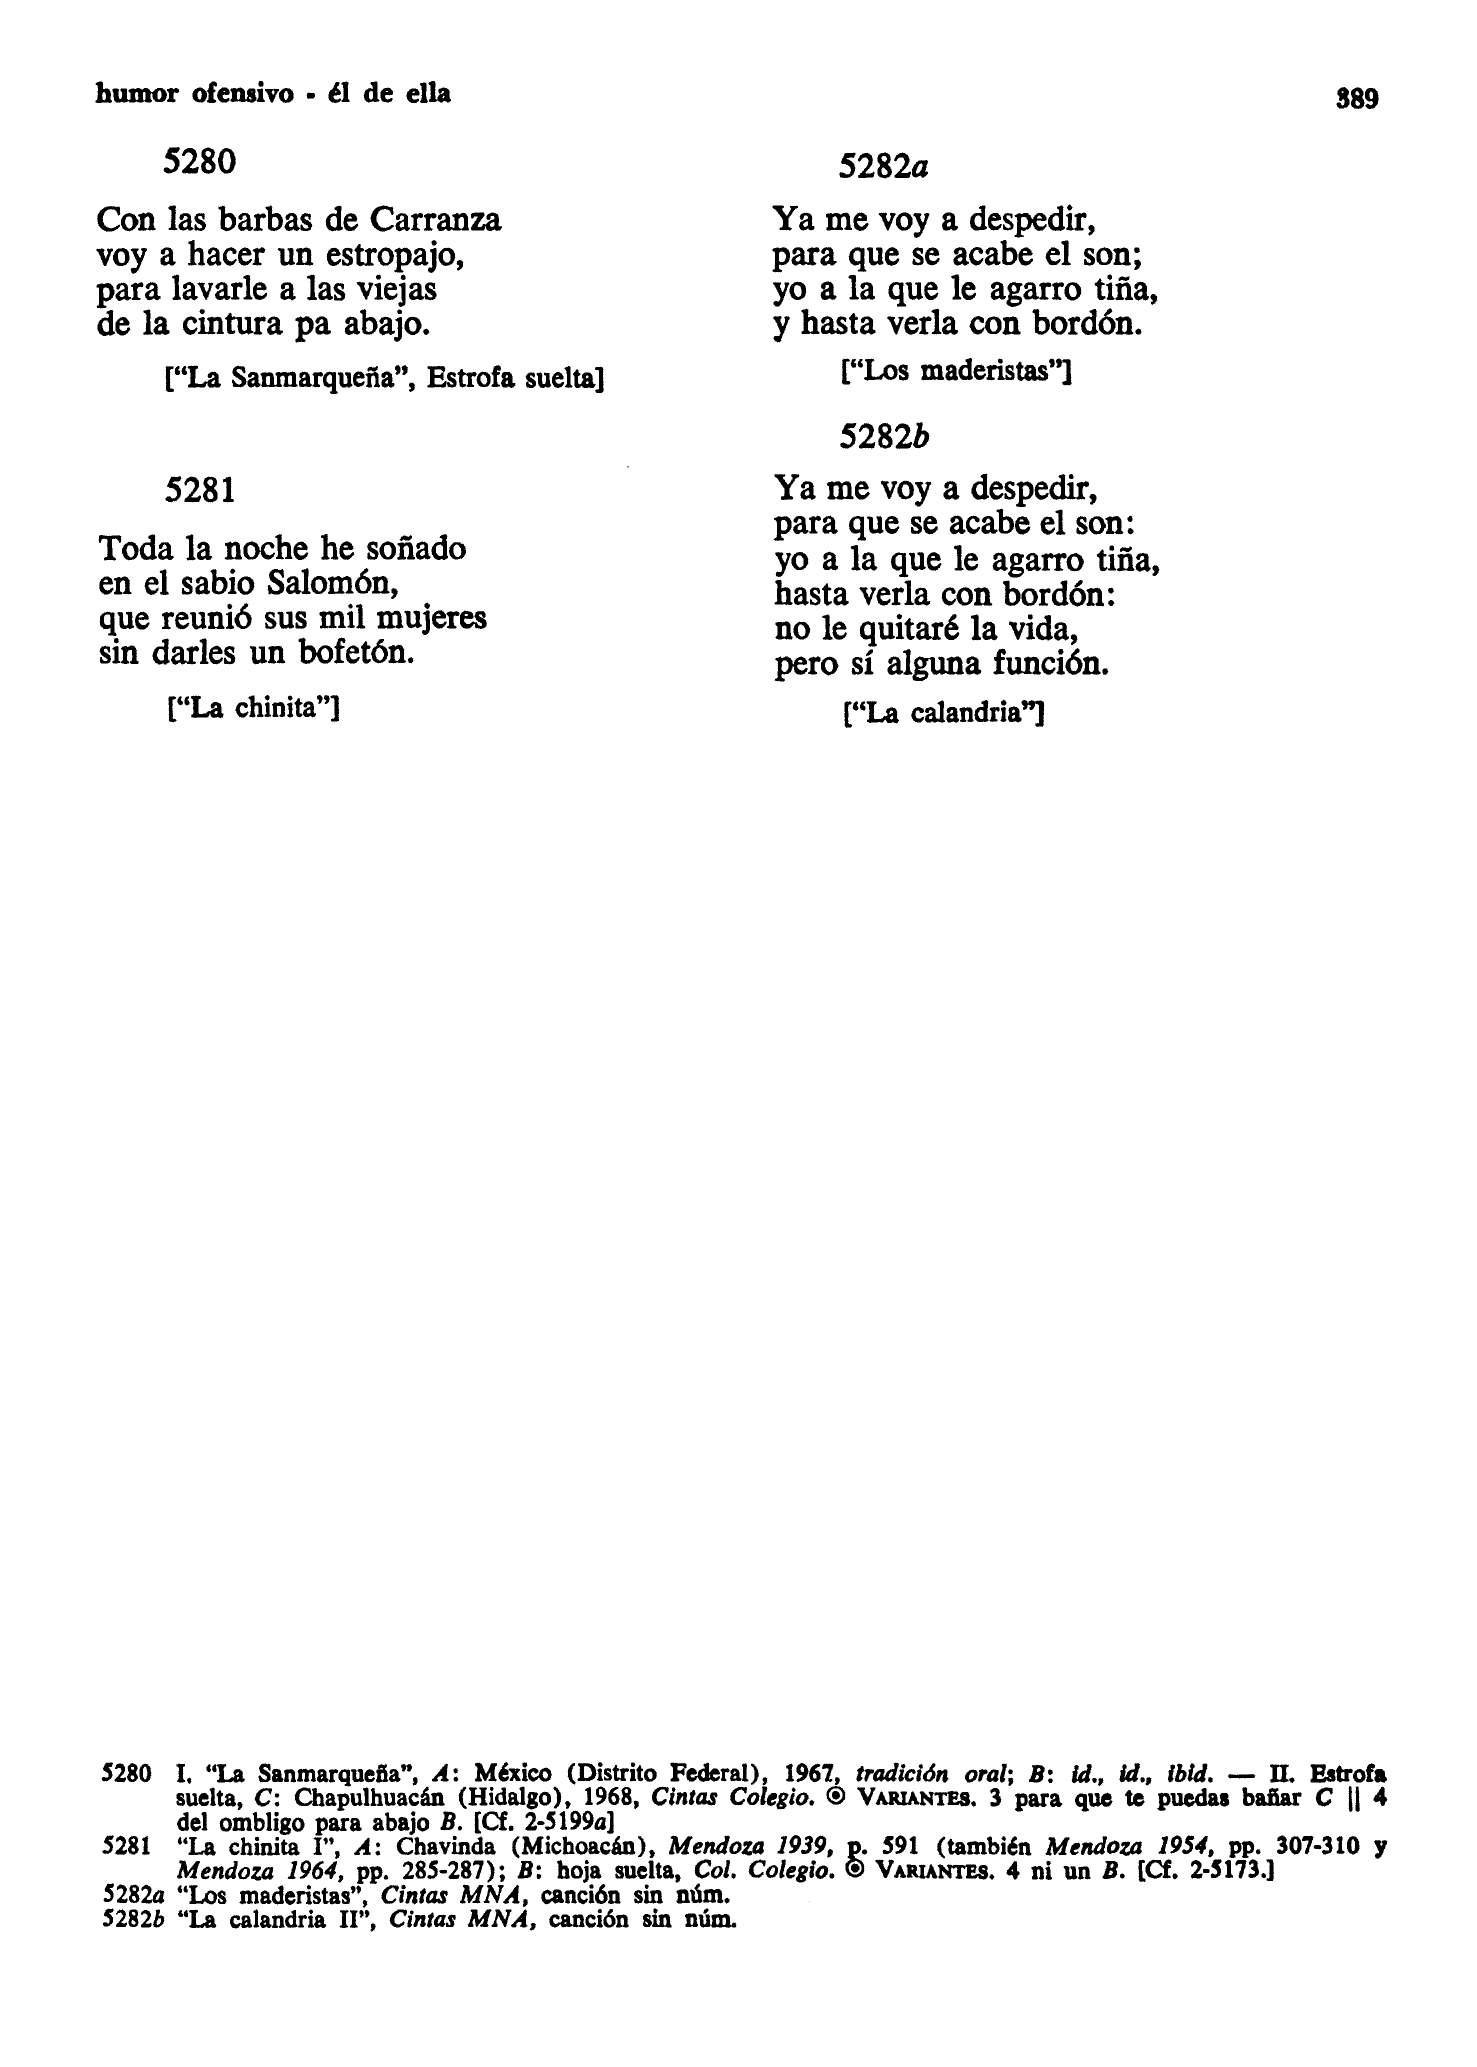 humor ofensivo - él de ella
389
5280
Con las barbas de Carranza
voy a hacer un estropajo,
para lavarle a las viejas
de la cintura pa abajo.
[“La Sanmarqueña”, Estrofa suelta]
5281
Toda la noche he soñado
en el sabio Salomón,
que reunió sus mil mujeres
sin darles un bofetón.
[“La chinita”]
5282a
Ya me voy a despedir,
para que se acabe el son;
yo a la que le agarro tiña,
y hasta verla con bordón.
[“Los maderistas”]
5282b
Ya me voy a despedir,
para que se acabe el son:
yo a la que le agarro tiña,
hasta verla con bordón:
no le quitaré la vida,
pero sí alguna función.
[“La calandria”]
5280 I. “La Sanmarqueña”, A: México (Distrito Federal), 1967, tradición oral; B: id., id., ibid. — II. Estrofa
suelta, C: Chapulhuacán (Hidalgo), 1968, Cintas Colegio. ⊙ VARIANTES. 3 para que te puedas bañar C || 4
del ombligo para abajo B. [Cf. 2-5199a]
5281 “La chinita I”, A: Chavinda (Michoacán), Mendoza 1939, p. 591 (también Mendoza 1954, pp. 307-310 y
Mendoza 1964, pp. 285-287); B: hoja suelta, Col. Colegio. ⊙ VARIANTES. 4 ni un B. [Cf. 2-5173.]
5282a “Los maderistas”, Cintas MNA, canción sin núm.
5282b “La calandria II”, Cintas MNA, canción sin núm.